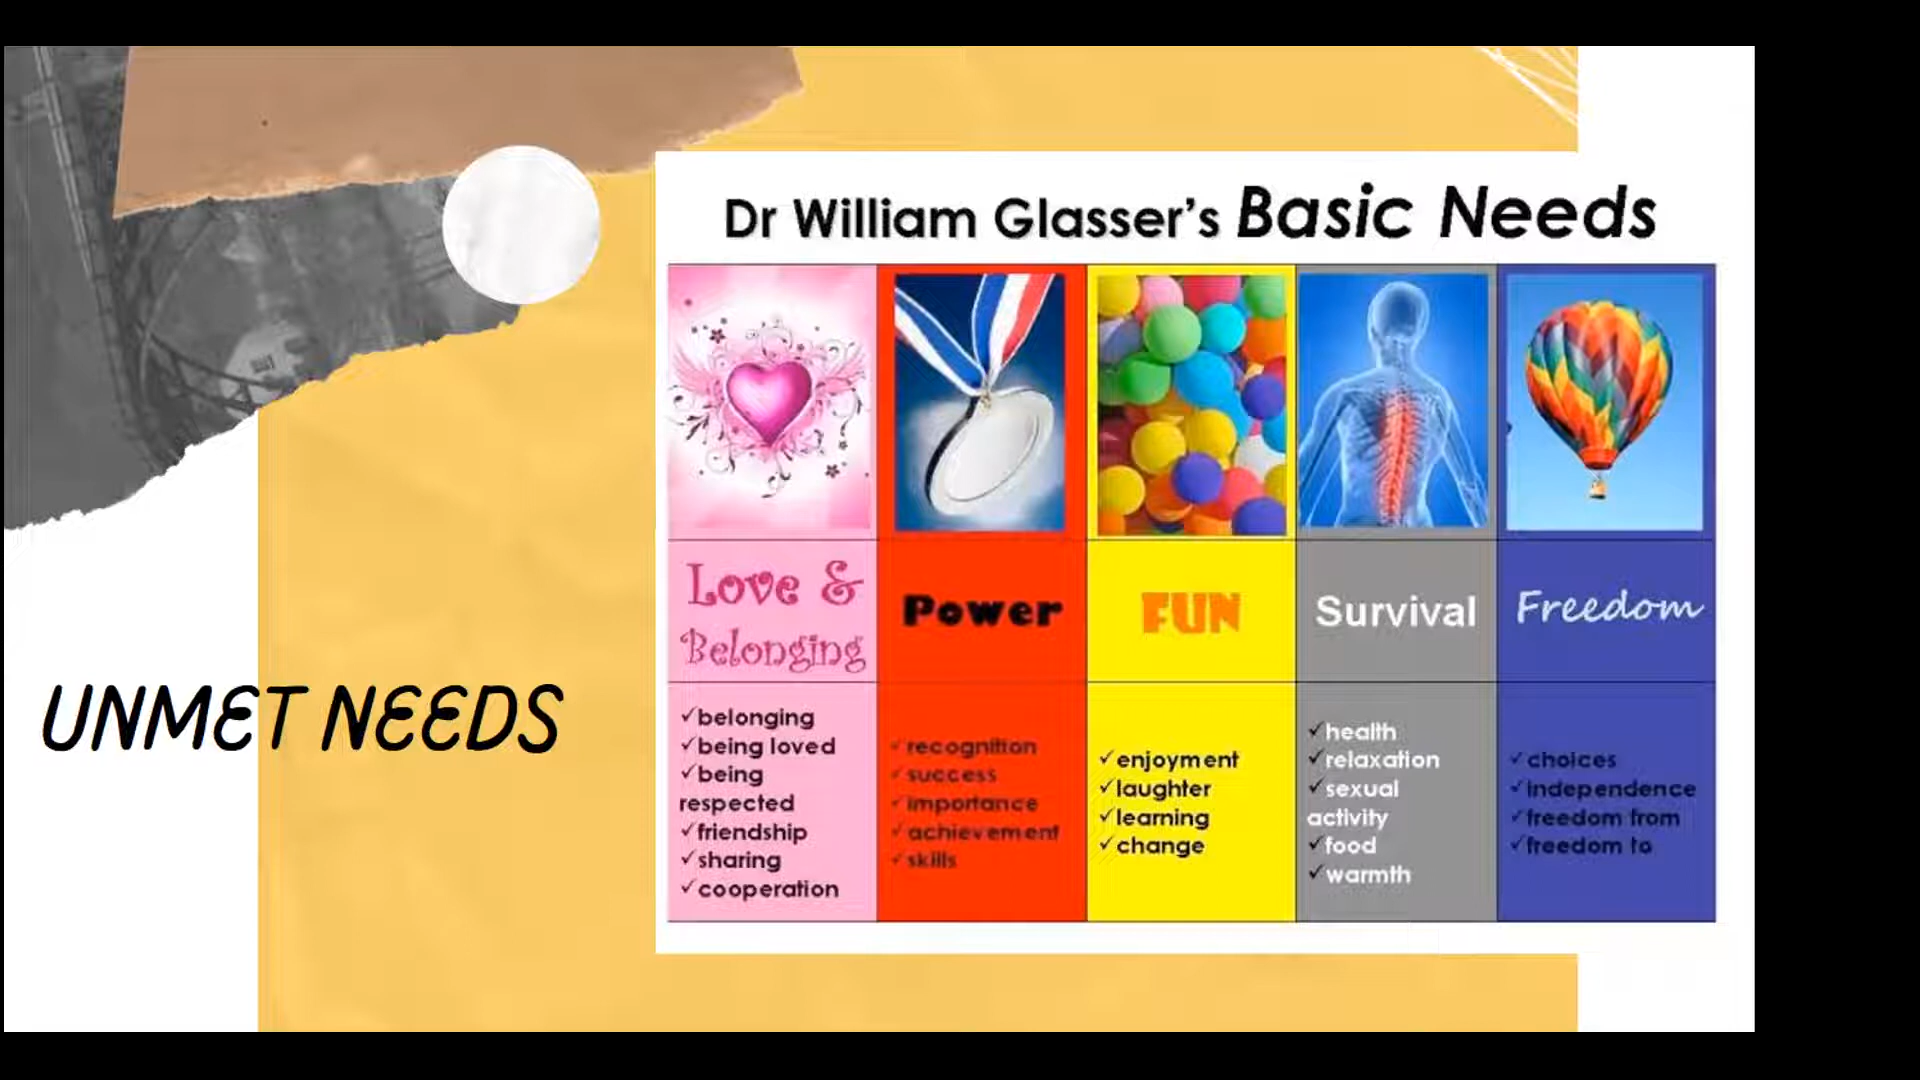 Dr William Glasser's Basic Needs
Love &
Belonging
Power
FUN
Survival
Freedom
✓belonging
✓being loved
✓being
respected
✓friendship
✓sharing
✓cooperation
✓recognition
✓success
✓importance
✓achievement
✓skills
✓enjoyment
✓laughter
✓learning
✓change
✓health
✓relaxation
✓sexual
activity
✓food
✓warmth
✓choices
✓independence
✓freedom from
✓freedom to
UNMET NEEDS